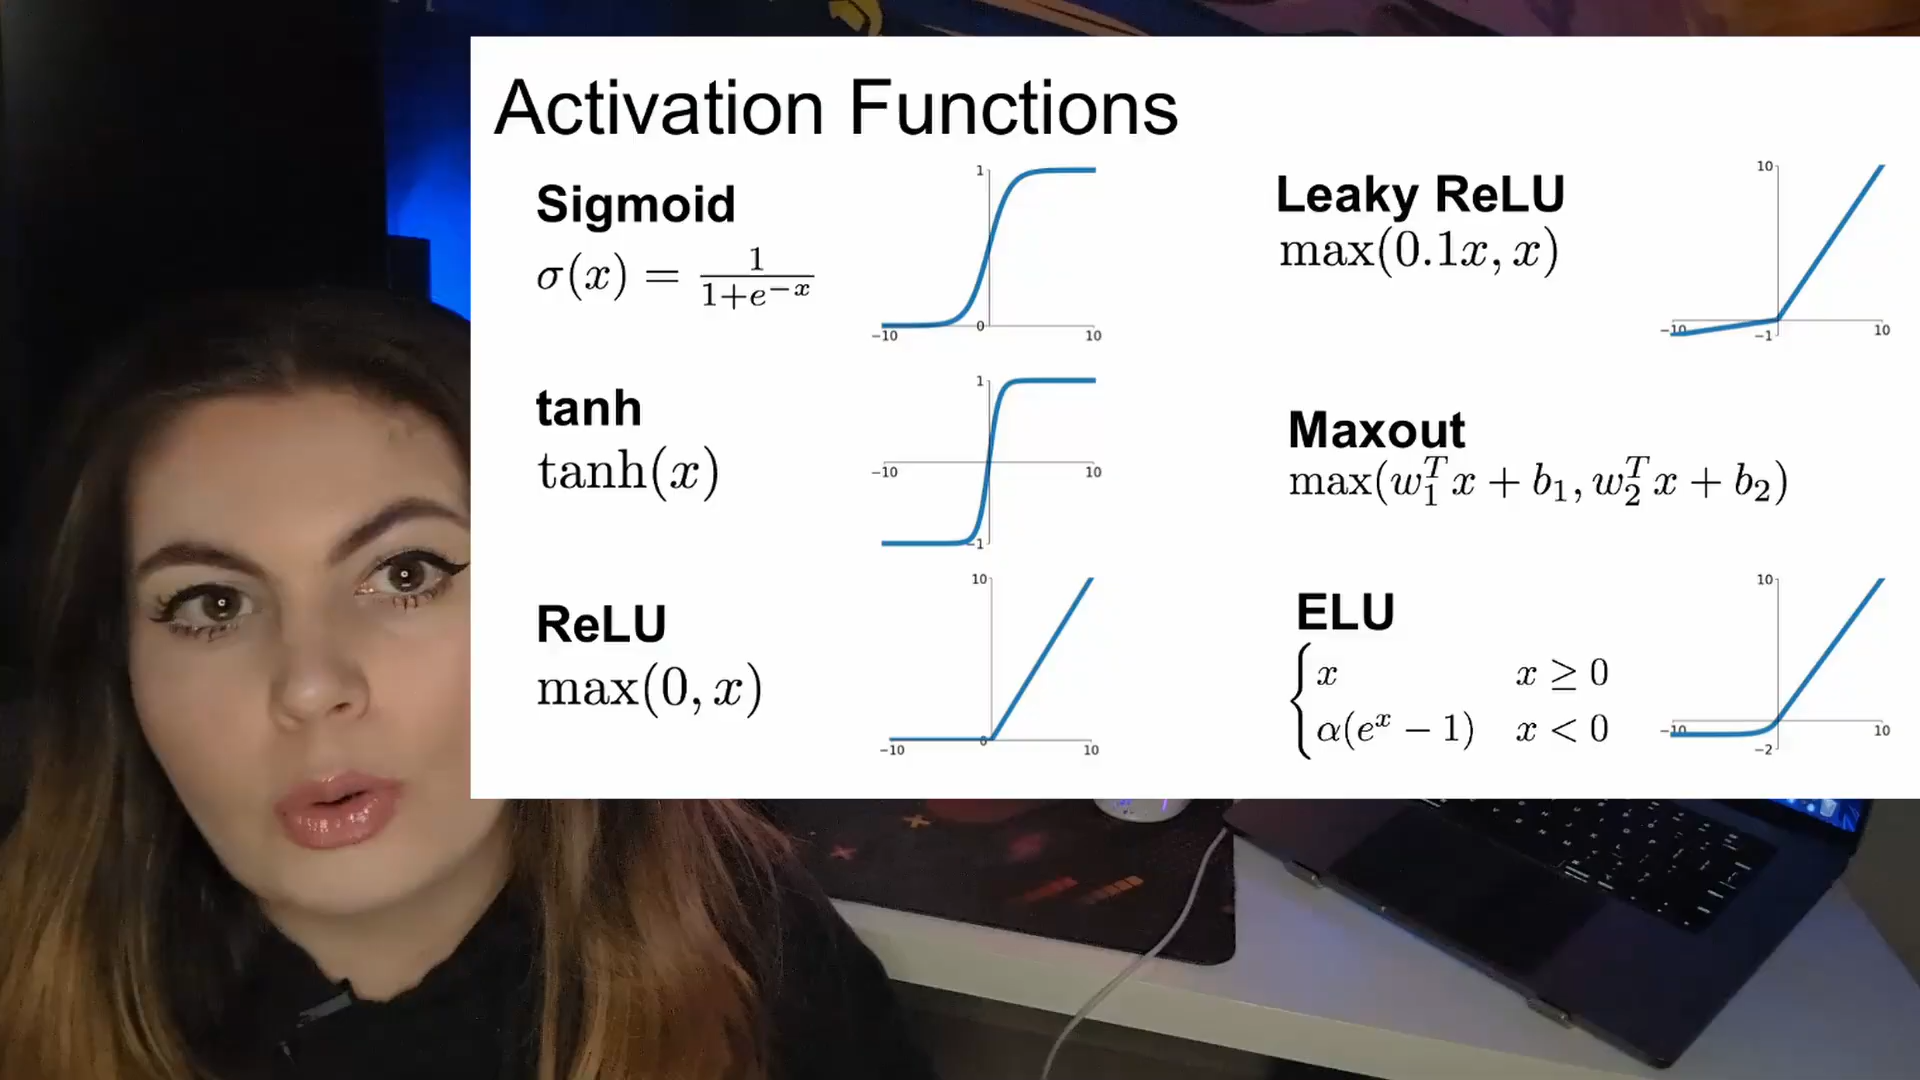 Activation Functions
Sigmoid
σ(x) = 1/(1+e^−x)
1
0
−10
10
tanh
tanh(x)
1
−10
10
−1
ReLU
max(0, x)
10
0
−10
10
Leaky ReLU
max(0.1x, x)
10
−10
−1
10
Maxout
max(w₁ᵀx + b₁, w₂ᵀx + b₂)
ELU
x x ≥ 0
α(eˣ − 1) x < 0
10
−10
−2
10